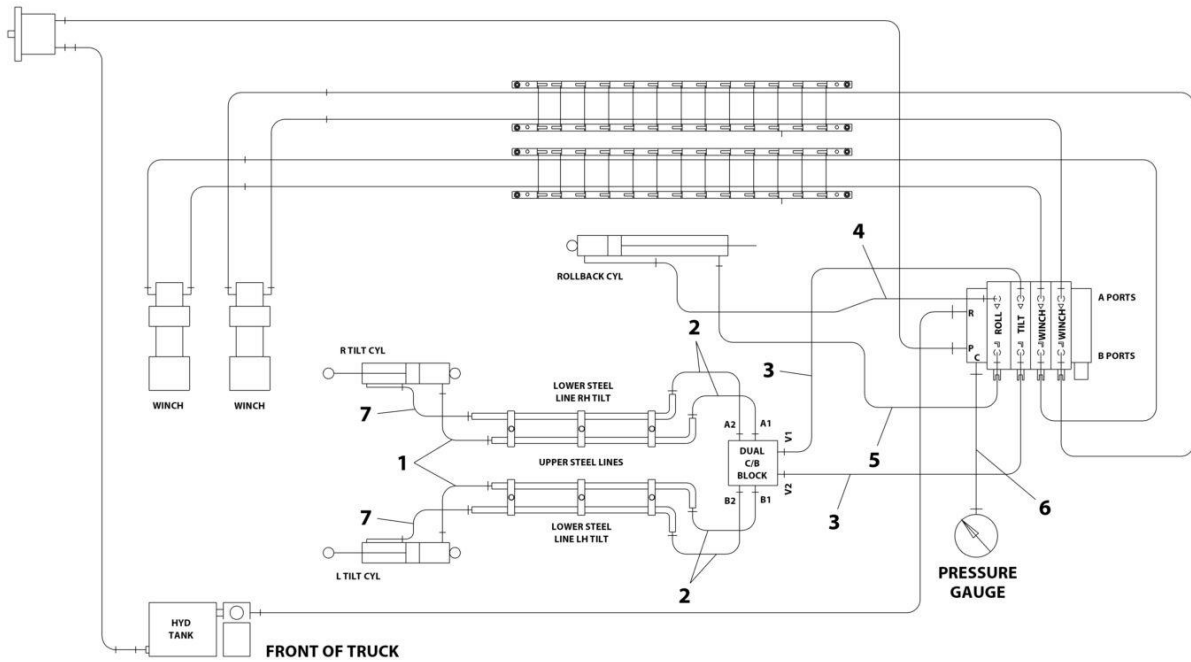 4
ROLLBACK CYL
A PORTS
R
ROLL
TILT
WINCH
WINCH
P
C
B PORTS
2
R TILT CYL
3
LOWER STEEL
LINE RH TILT
WINCH
WINCH
7
A2
A1
V1
DUAL
C/B
BLOCK
1
UPPER STEEL LINES
5
V2
B2
B1
6
7
3
LOWER STEEL
LINE LH TILT
L TILT CYL
2
PRESSURE
GAUGE
HYD
TANK
FRONT OF TRUCK